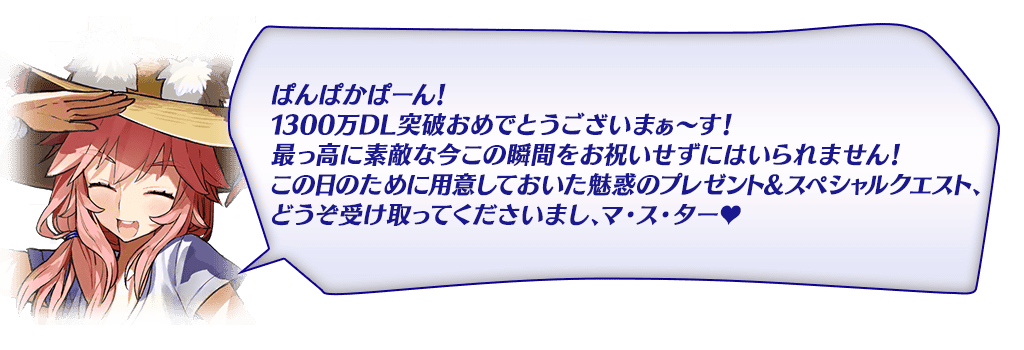 ぱんぱかぱーん!
1300万DL突破おめでとうございまぁ~す!
最っ高に素敵な今この瞬間をお祝いせずにはいられません!
この日のために用意しておいた魅惑のプレゼント&スペシャルクエスト、
どうぞ受け取ってくださいまし、マ・ス・ター♥